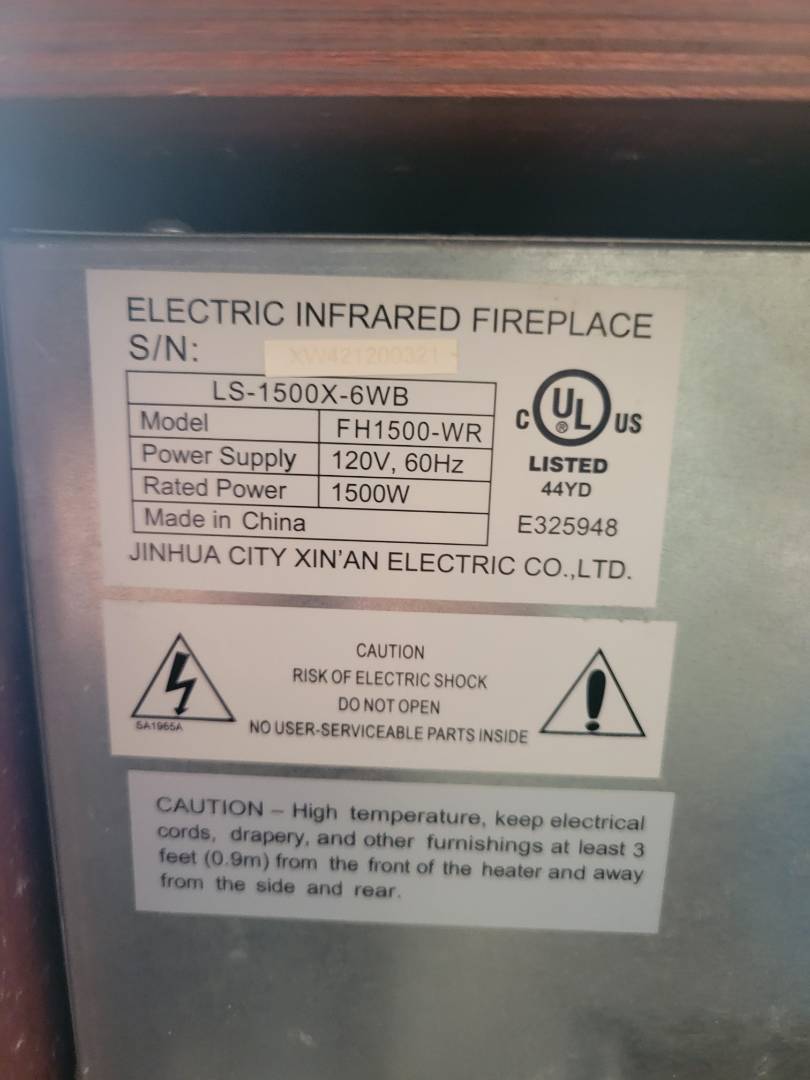 ELECTRIC INFRARED FIREPLACE
S/N: XW421200321
LS-1500X-6WB
Model FH1500-WR
Power Supply 120V, 60Hz
Rated Power 1500W
Made in China
C UL ® US
LISTED
44YD
E325948
JINHUA CITY XIN'AN ELECTRIC CO.,LTD.
SA1965A
CAUTION
RISK OF ELECTRIC SHOCK
DO NOT OPEN
NO USER-SERVICEABLE PARTS INSIDE
CAUTION – High temperature, keep electrical
cords, drapery, and other furnishings at least 3
feet (0.9m) from the front of the heater and away
from the side and rear.